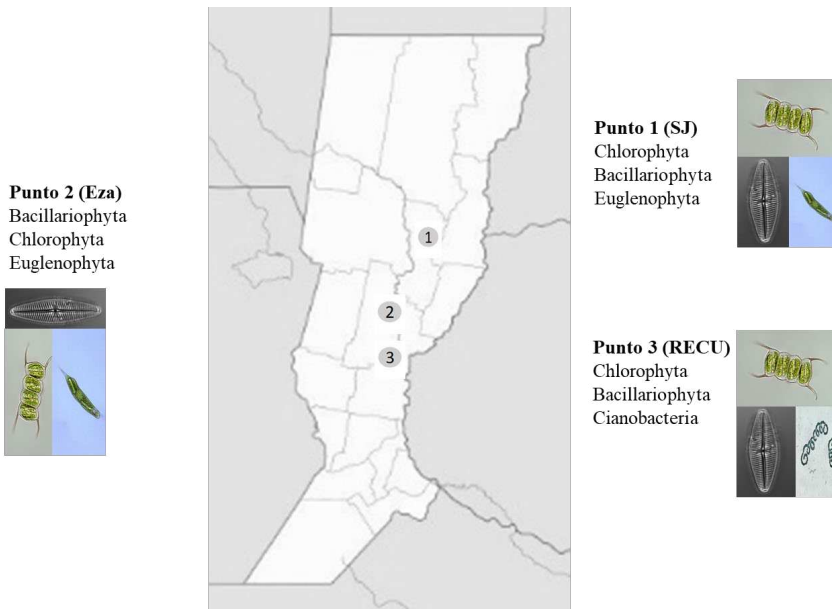 Punto 1 (SJ)
Chlorophyta
Bacillariophyta
Euglenophyta
Punto 2 (Eza)
Bacillariophyta
Chlorophyta
Euglenophyta
1
2
3
Punto 3 (RECU)
Chlorophyta
Bacillariophyta
Cianobacteria